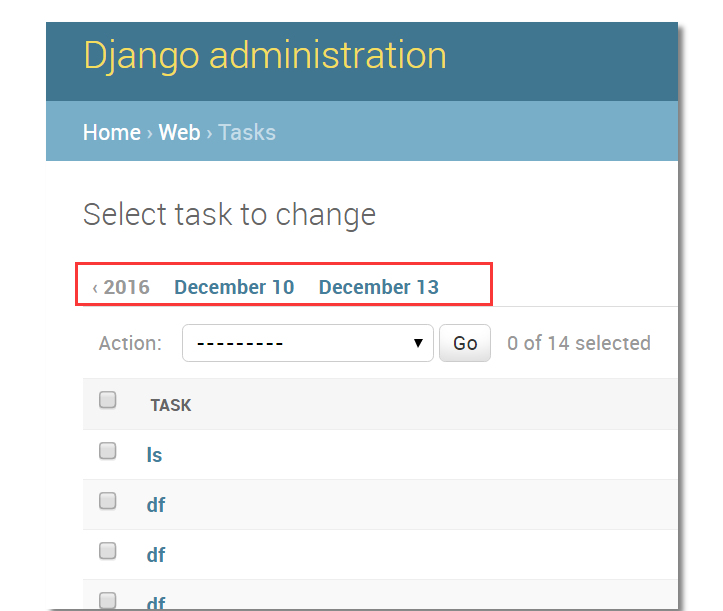 Django administration
Home › Web › Tasks
Select task to change
‹ 2016 December 10 December 13
Action: --------- Go 0 of 14 selected
TASK
ls
df
df
df